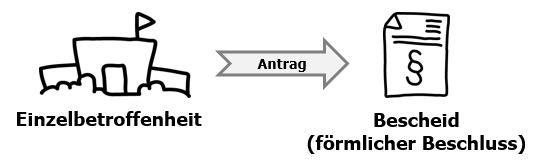 Antrag
§
Einzelbetroffenheit
Bescheid
(förmlicher Beschluss)